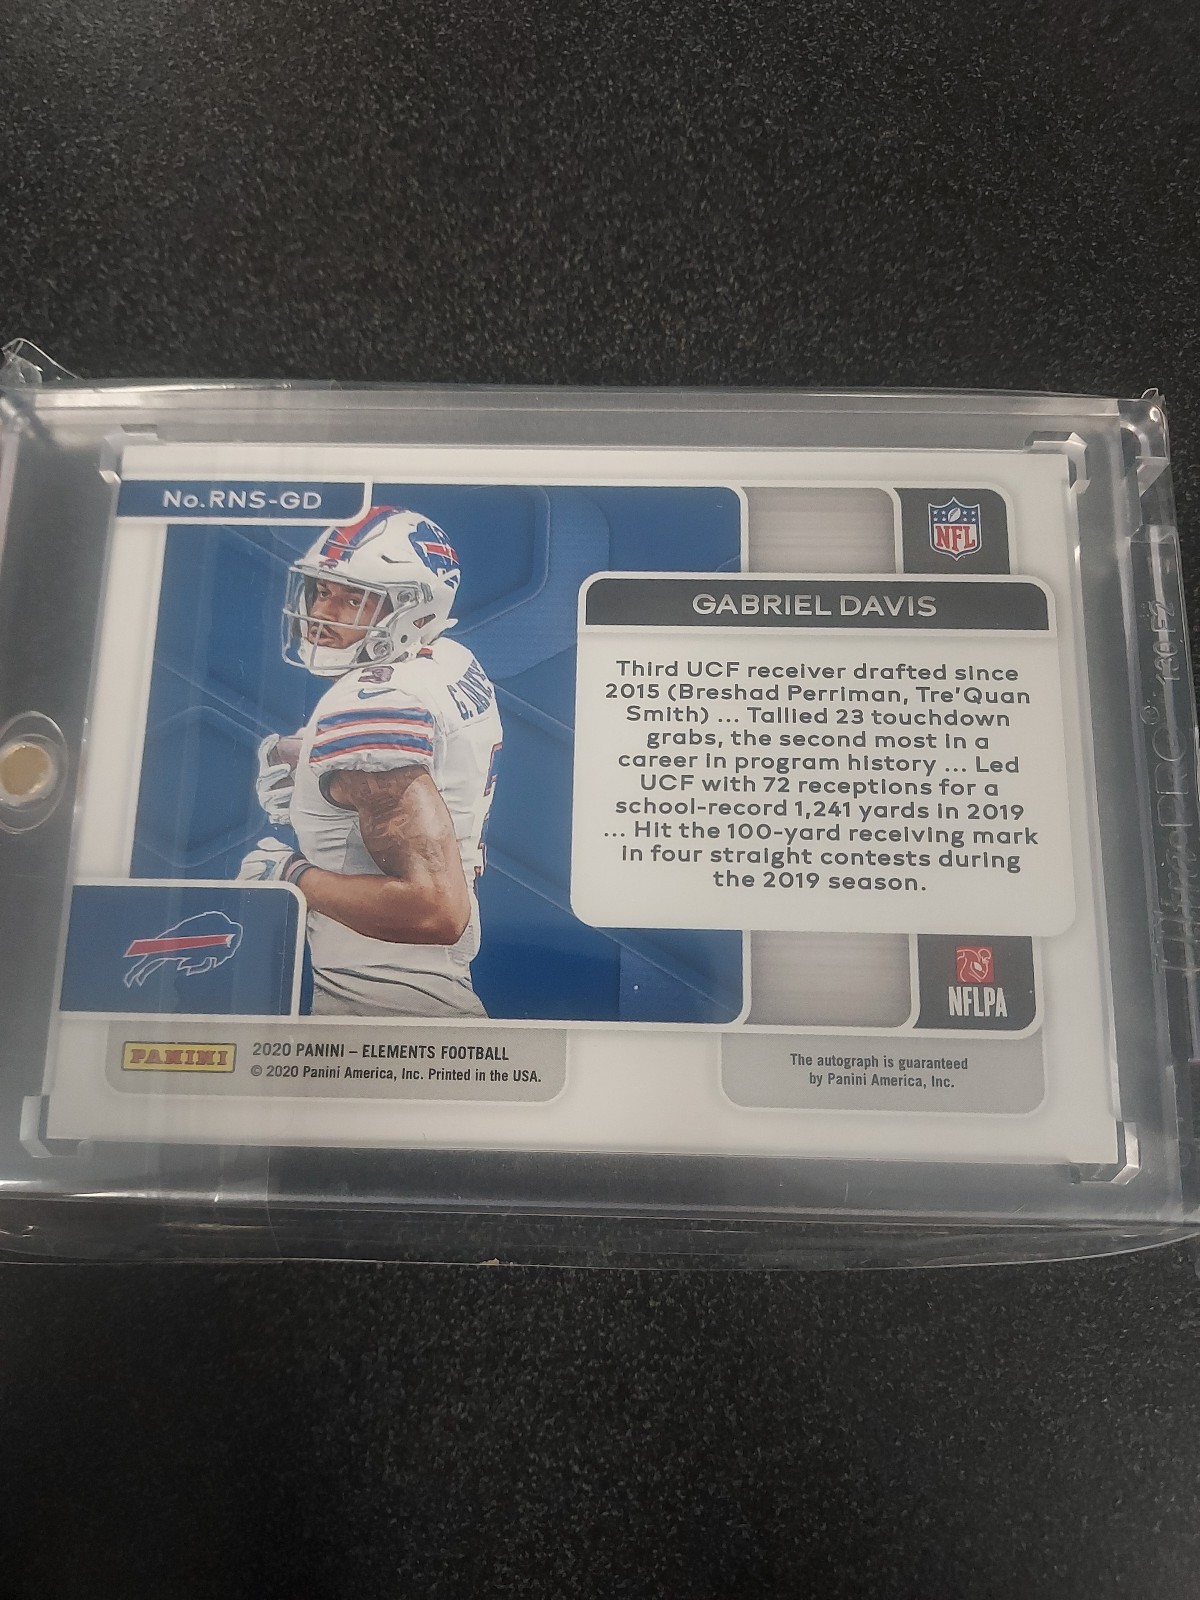 No.RNS-GD
NFL
GABRIEL DAVIS
Third UCF receiver drafted since
2015 (Breshad Perriman, Tre'Quan
Smith) ... Tallied 23 touchdown
grabs, the second most in a
career in program history ... Led
UCF with 72 receptions for a
school-record 1,241 yards in 2019
... Hit the 100-yard receiving mark
in four straight contests during
the 2019 season.
NFLPA
PANINI
2020 PANINI – ELEMENTS FOOTBALL
© 2020 Panini America, Inc. Printed in the USA.
The autograph is guaranteed
by Panini America, Inc.